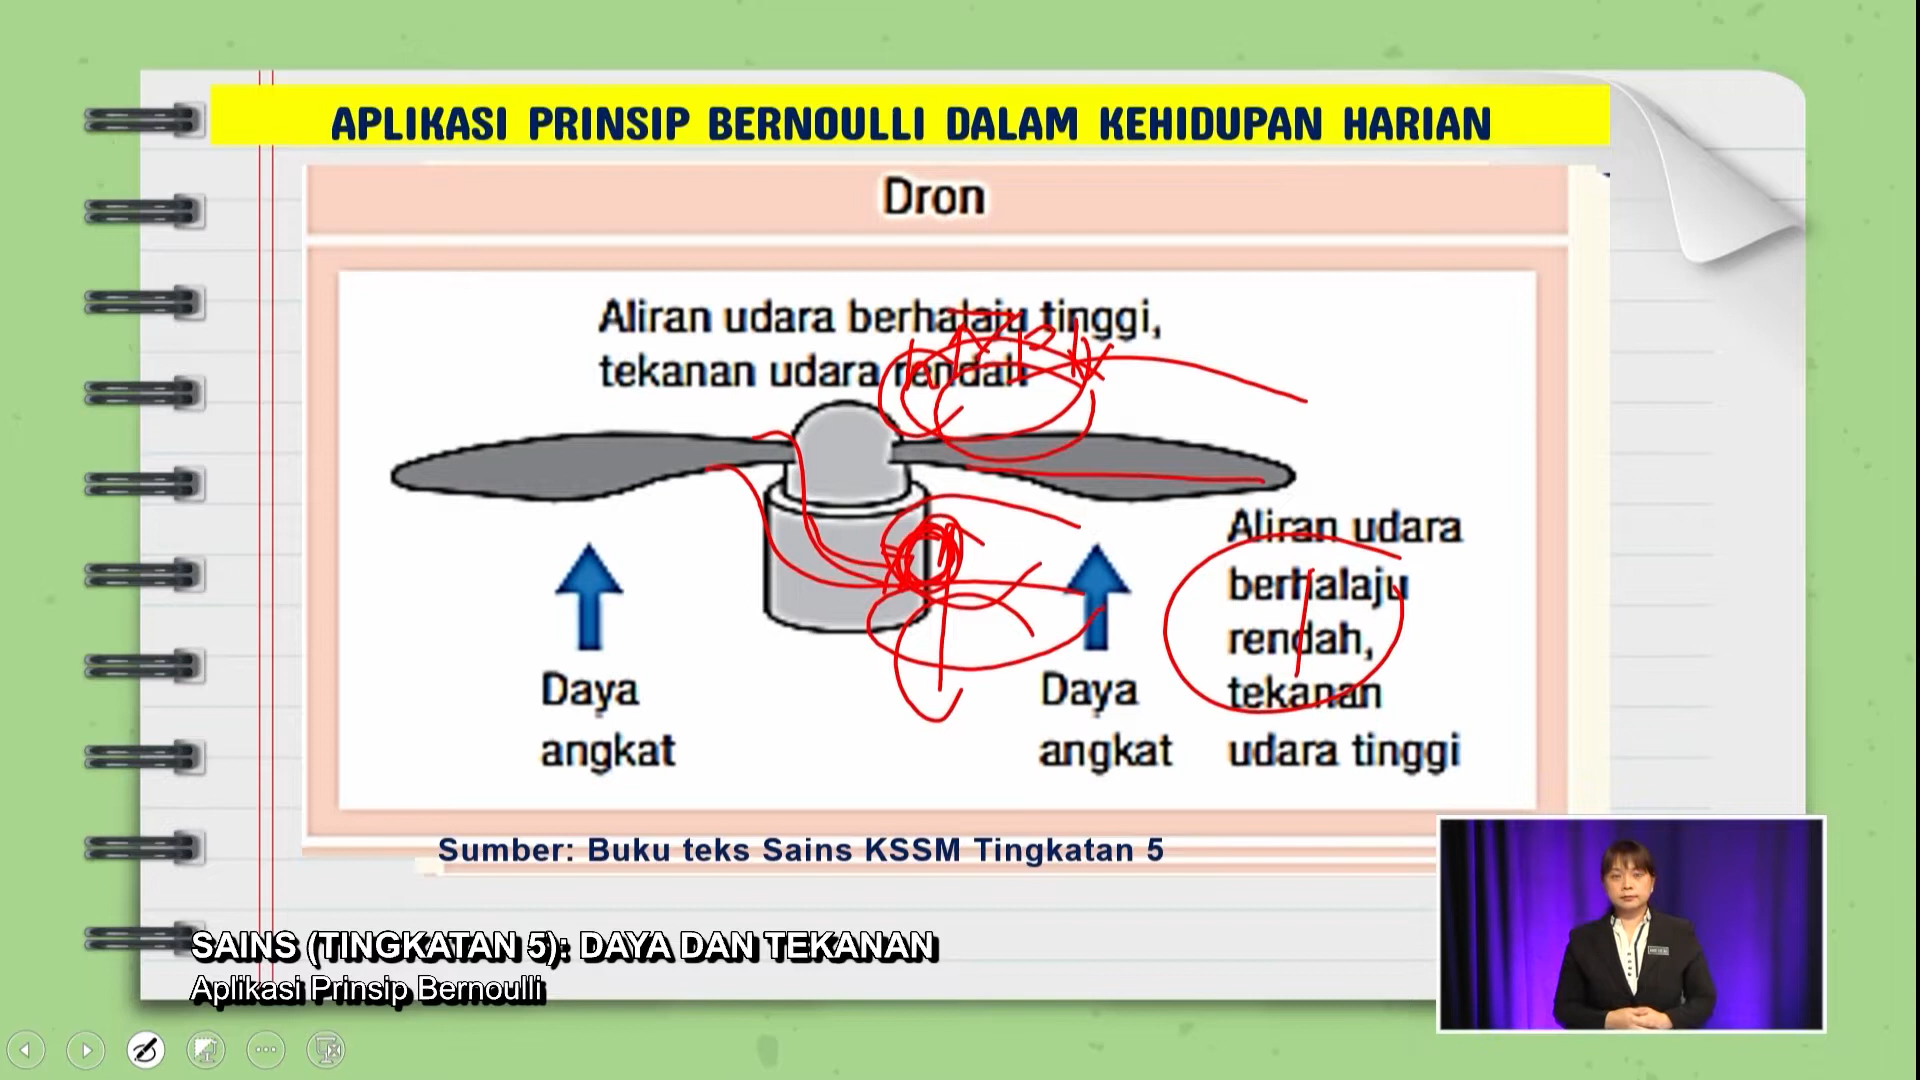 APLIKASI PRINSIP BERNOULLI DALAM KEHIDUPAN HARIAN
Dron
Aliran udara berhalaju tinggi,
tekanan udara rendah
Daya
angkat
Daya
angkat
Aliran udara
berhalaju
rendah,
tekanan
udara tinggi
Sumber: Buku teks Sains KSSM Tingkatan 5
SAINS (TINGKATAN 5): DAYA DAN TEKANAN
Aplikasi Prinsip Bernoulli